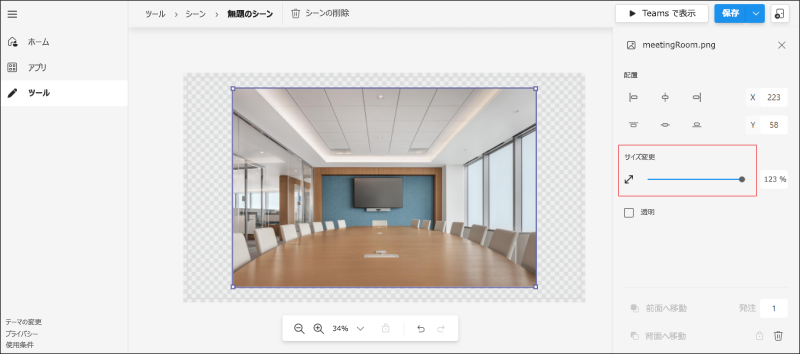 ツール > シーン > 無題のシーン シーンの削除 Teams で表示 保存
ホーム
アプリ
ツール
meetingRoom.png
配置
X 223
Y 58
サイズ変更
123 %
透明
前面へ移動 発注 1
背面へ移動
34%
テーマの変更
プライバシー
使用条件